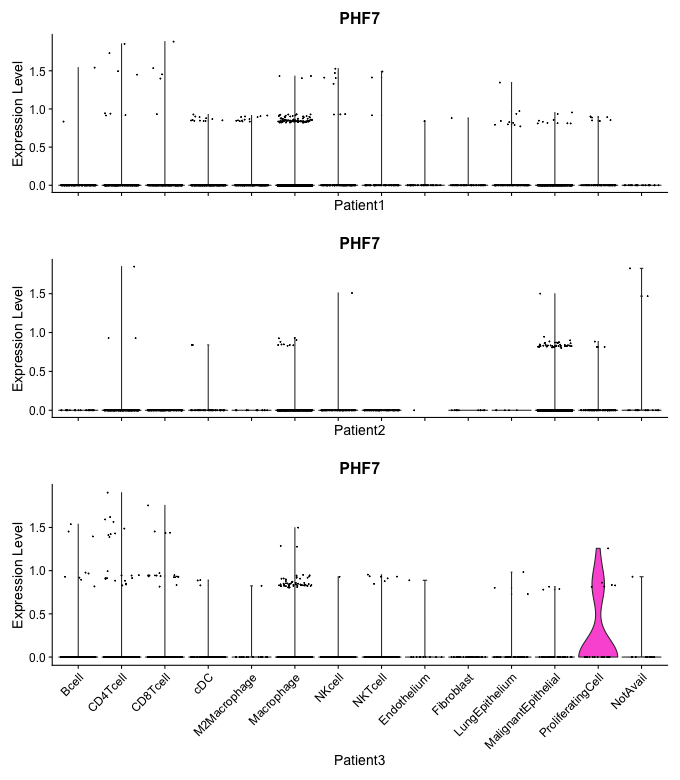 PHF7
Expression Level
1.5
1.0
0.5
0.0
Patient1
PHF7
Expression Level
1.5
1.0
0.5
0.0
Patient2
PHF7
Expression Level
1.5
1.0
0.5
0.0
Bcell
CD4Tcell
CD8Tcell
cDC
M2Macrophage
Macrophage
NKcell
NKTcell
Endothelium
Fibroblast
LungEpithelium
MalignantEpithelial
ProliferatingCell
NotAvail
Patient3